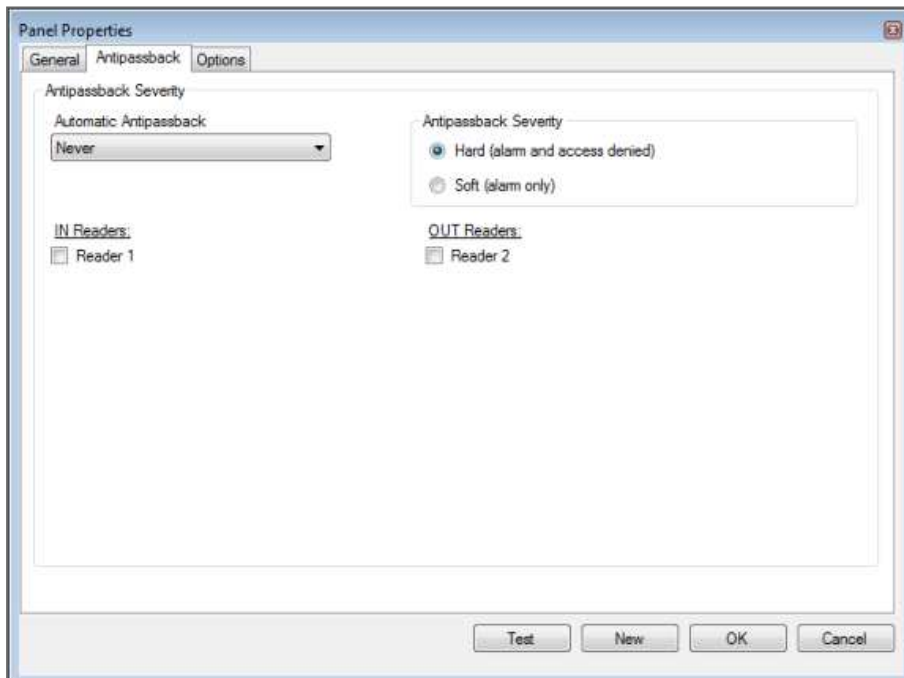 Panel Properties
General Antipassback Options
Antipassback Severity
Automatic Antipassback
Never
Antipassback Severity
Hard (alarm and access denied)
Soft (alarm only)
IN Readers:
Reader 1
OUT Readers:
Reader 2
Test New OK Cancel